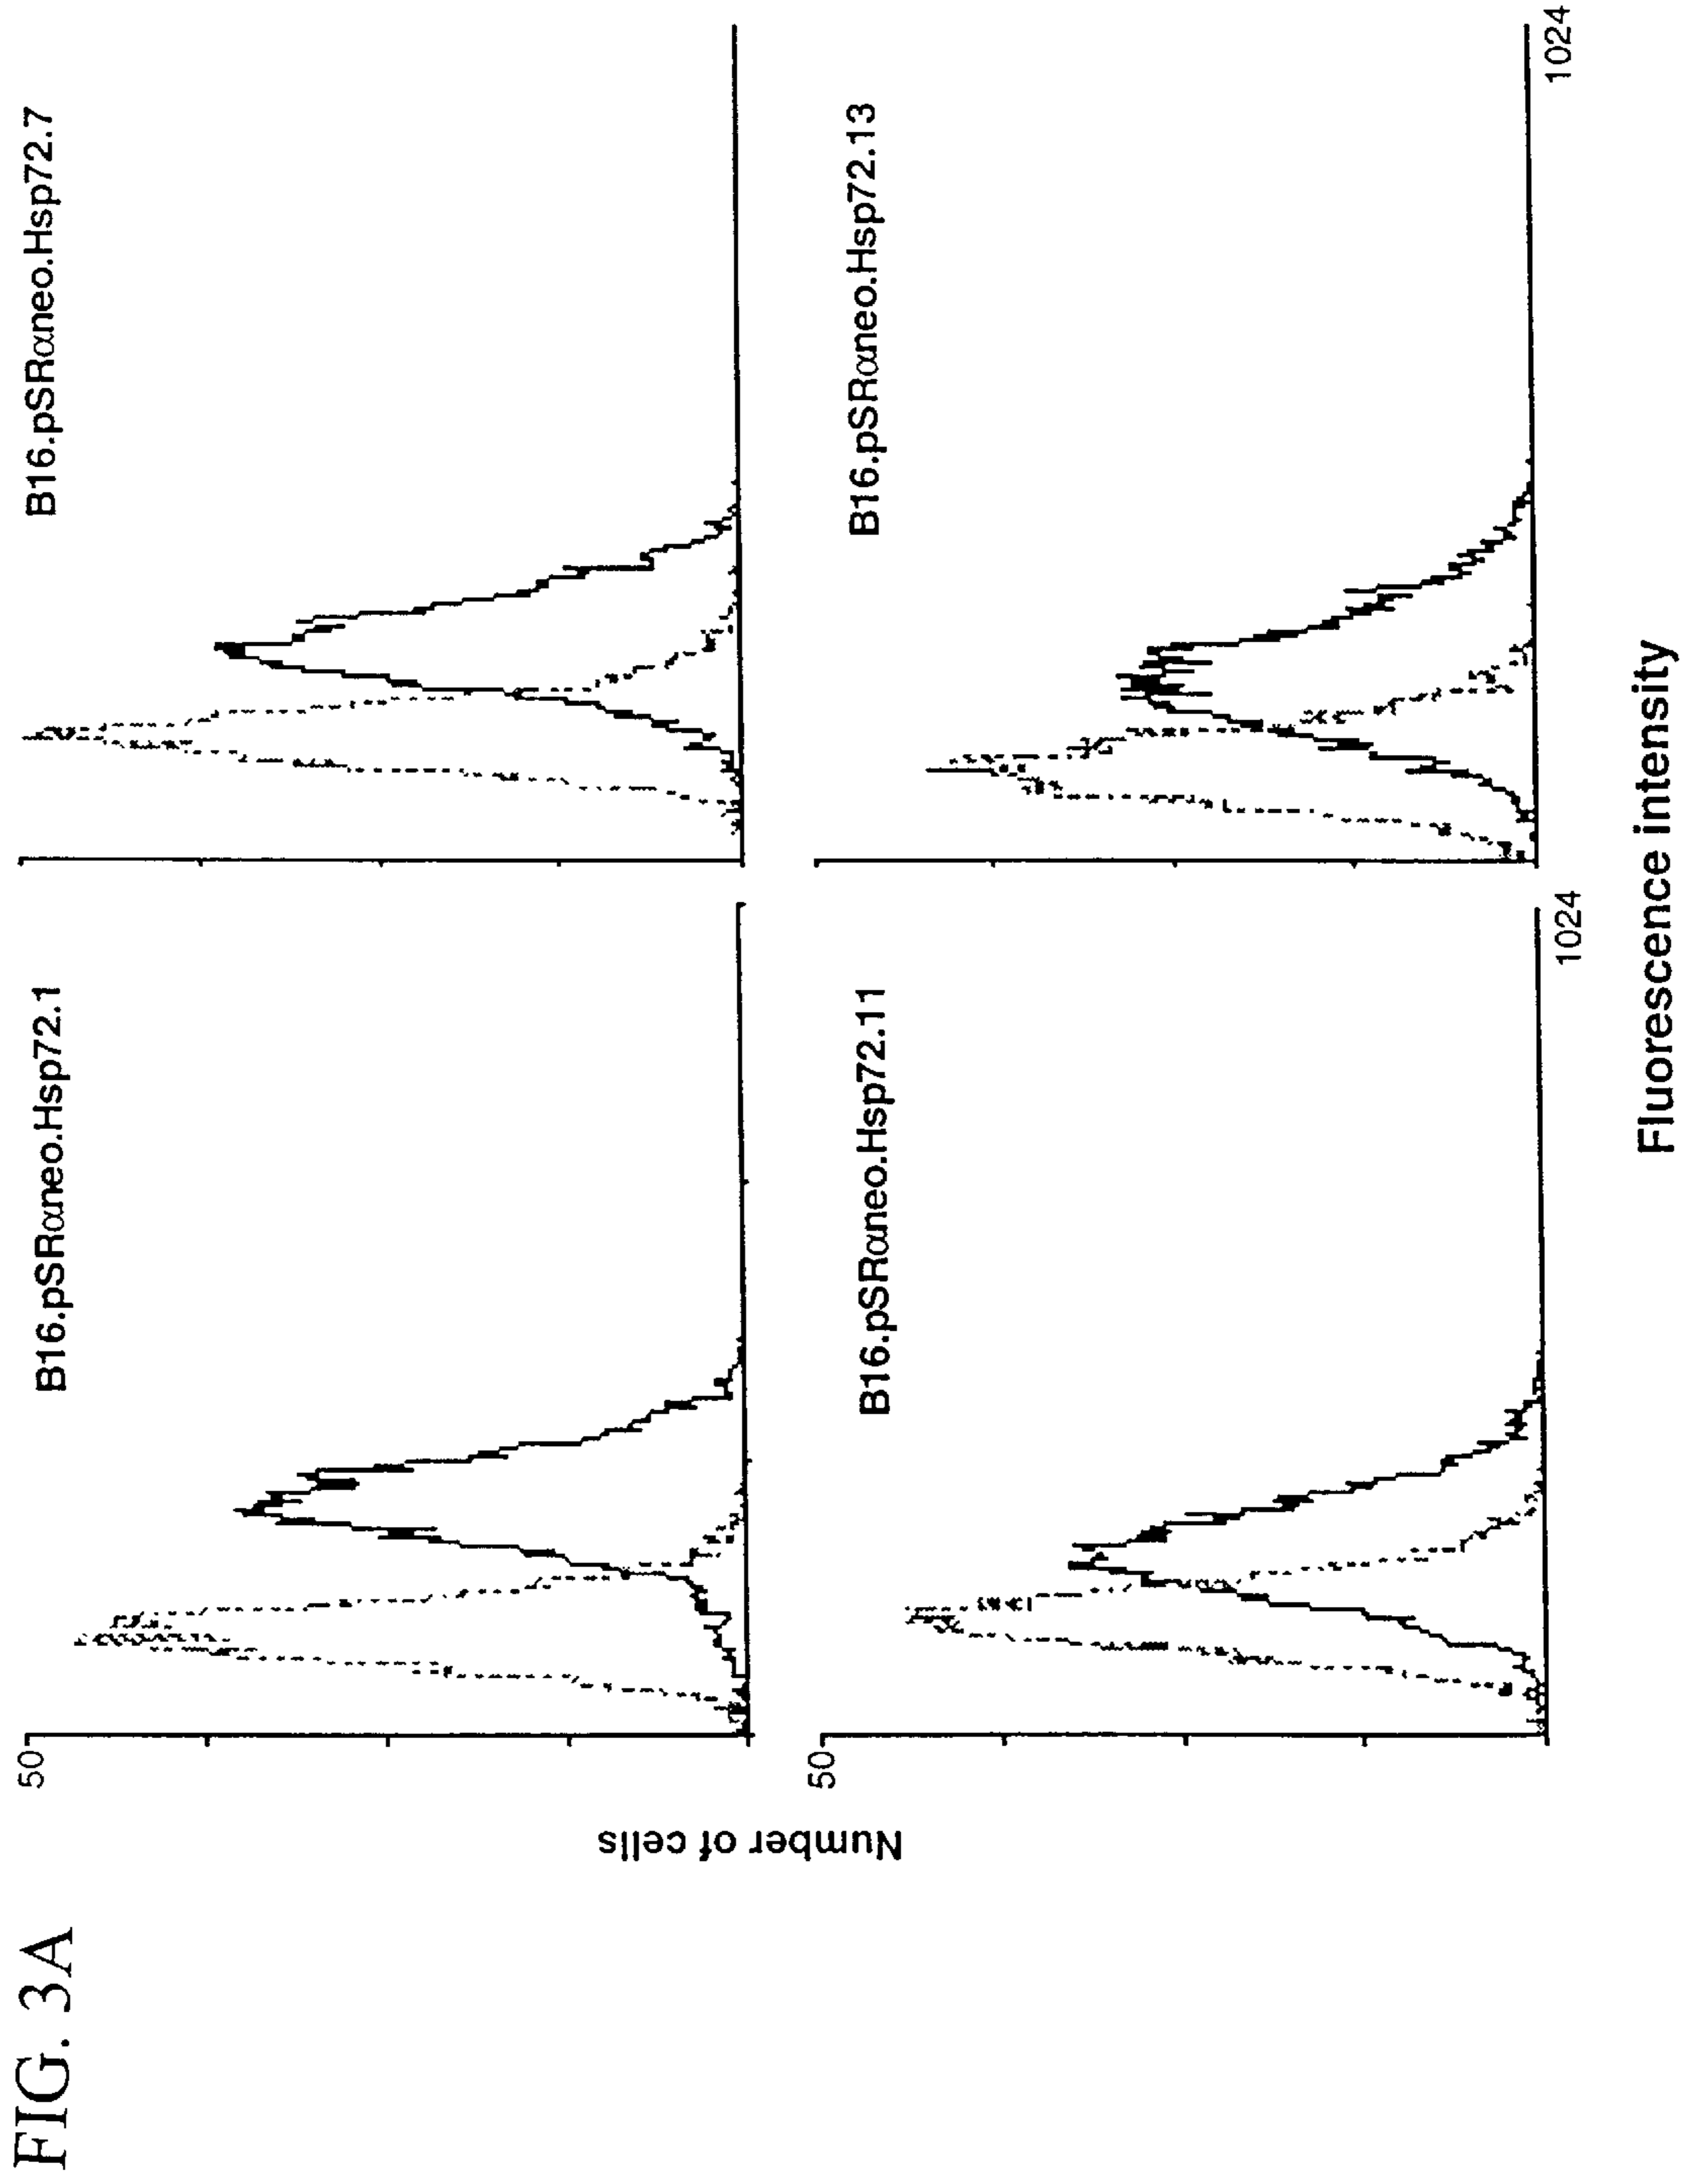 FIG. 3A
B16.pSRαneo.Hsp72.1
B16.pSRαneo.Hsp72.7
50
B16.pSRαneo.Hsp72.11
B16.pSRαneo.Hsp72.13
50
Number of cells
1024
1024
Fluorescence intensity